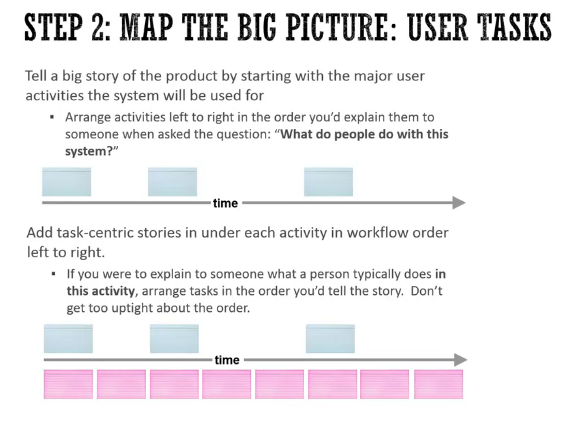 STEP 2: MAP THE BIG PICTURE: USER TASKS
Tell a big story of the product by starting with the major user
activities the system will be used for
▪ Arrange activities left to right in the order you’d explain them to
someone when asked the question: “What do people do with this
system?”
time
Add task-centric stories in under each activity in workflow order
left to right.
▪ If you were to explain to someone what a person typically does in
this activity, arrange tasks in the order you’d tell the story. Don’t
get too uptight about the order.
time